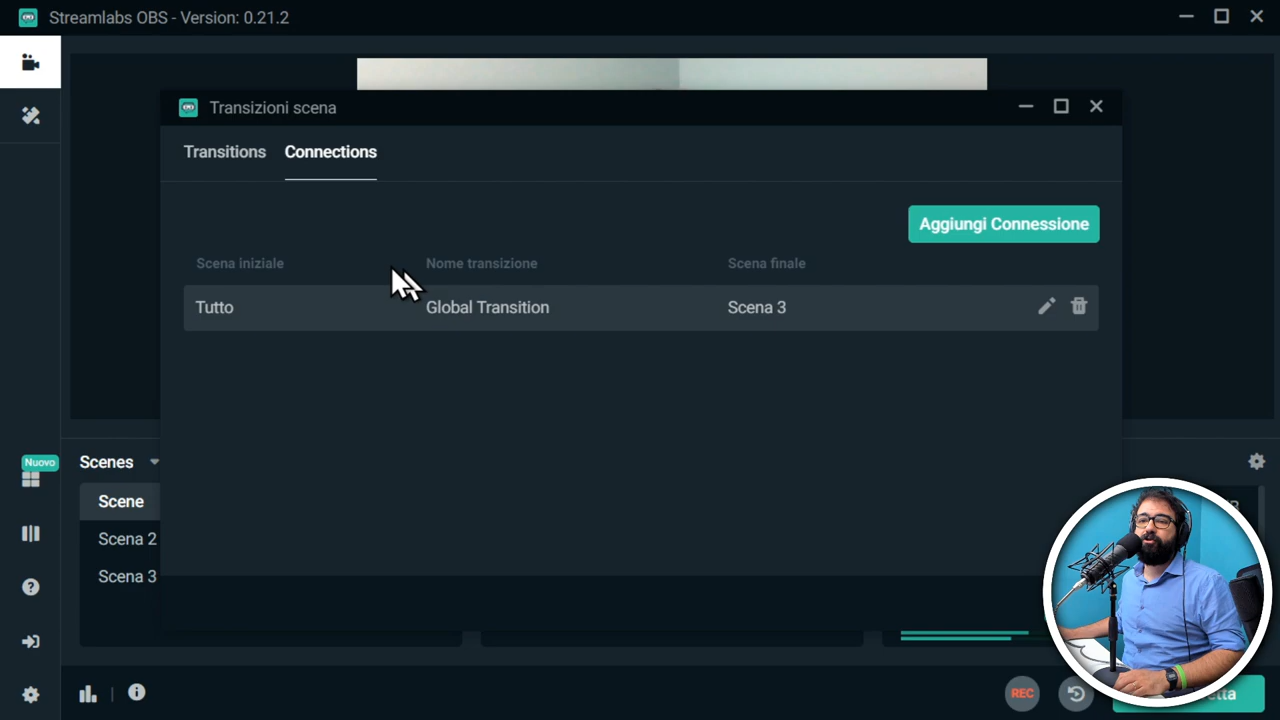 Streamlabs OBS - Version: 0.21.2
Transizioni scena
Transitions Connections
Aggiungi Connessione
Scena iniziale Nome transizione Scena finale
Tutto Global Transition Scena 3
Nuovo
Scenes
Scene
Scena 2
Scena 3
REC